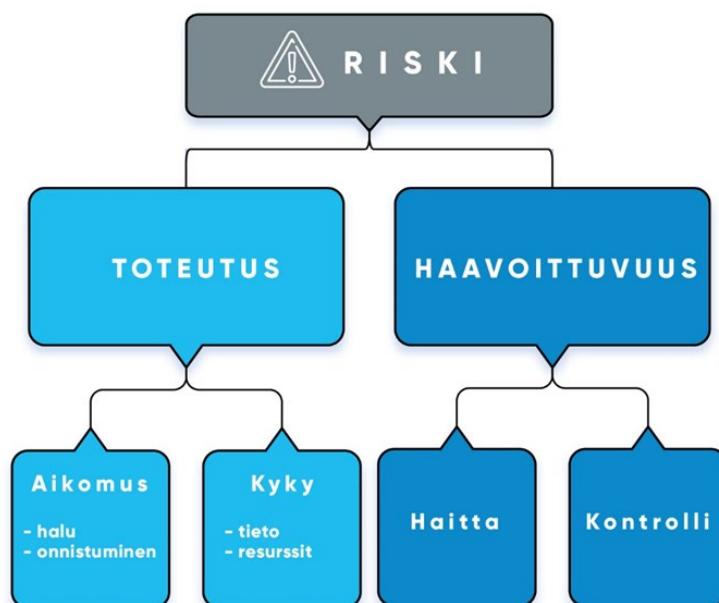 RISKI
TOTEUTUS
HAAVOITTUVUUS
Aikomus
- halu
- onnistuminen
Kyky
- tieto
- resurssit
Haitta
Kontrolli